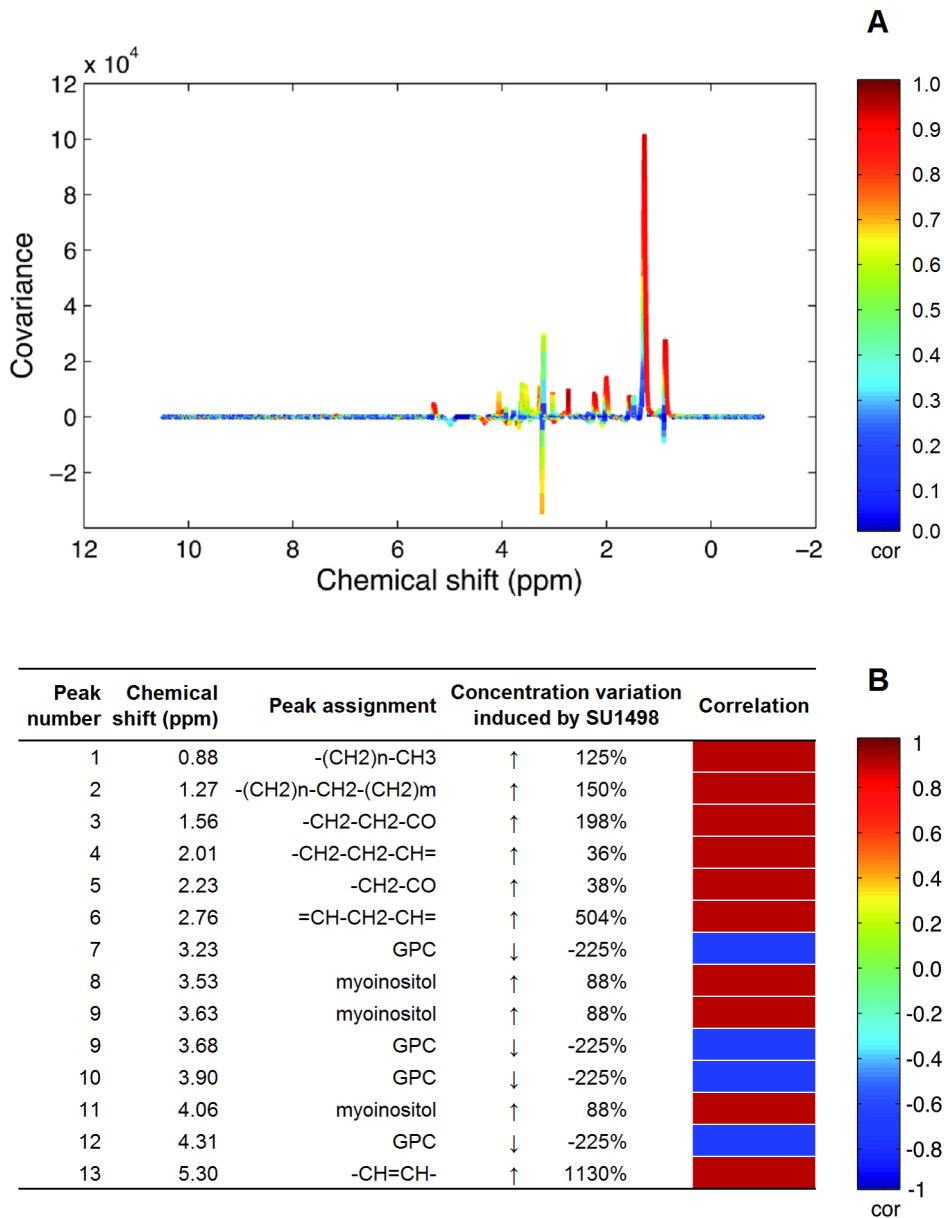 A
x 10⁴
12
10
8
6
4
2
0
−2
Covariance
12 10 8 6 4 2 0 −2
Chemical shift (ppm)
1.0
0.9
0.8
0.7
0.6
0.5
0.4
0.3
0.2
0.1
0.0
cor
B
Peak number Chemical shift (ppm) Peak assignment Concentration variation induced by SU1498 Correlation
1 0.88 -(CH2)n-CH3 ↑ 125%
2 1.27 -(CH2)n-CH2-(CH2)m ↑ 150%
3 1.56 -CH2-CH2-CO ↑ 198%
4 2.01 -CH2-CH2-CH= ↑ 36%
5 2.23 -CH2-CO ↑ 38%
6 2.76 =CH-CH2-CH= ↑ 504%
7 3.23 GPC ↓ -225%
8 3.53 myoinositol ↑ 88%
9 3.63 myoinositol ↑ 88%
9 3.68 GPC ↓ -225%
10 3.90 GPC ↓ -225%
11 4.06 myoinositol ↑ 88%
12 4.31 GPC ↓ -225%
13 5.30 -CH=CH- ↑ 1130%
1
0.8
0.6
0.4
0.2
0.0
-0.2
-0.4
-0.6
-0.8
-1
cor